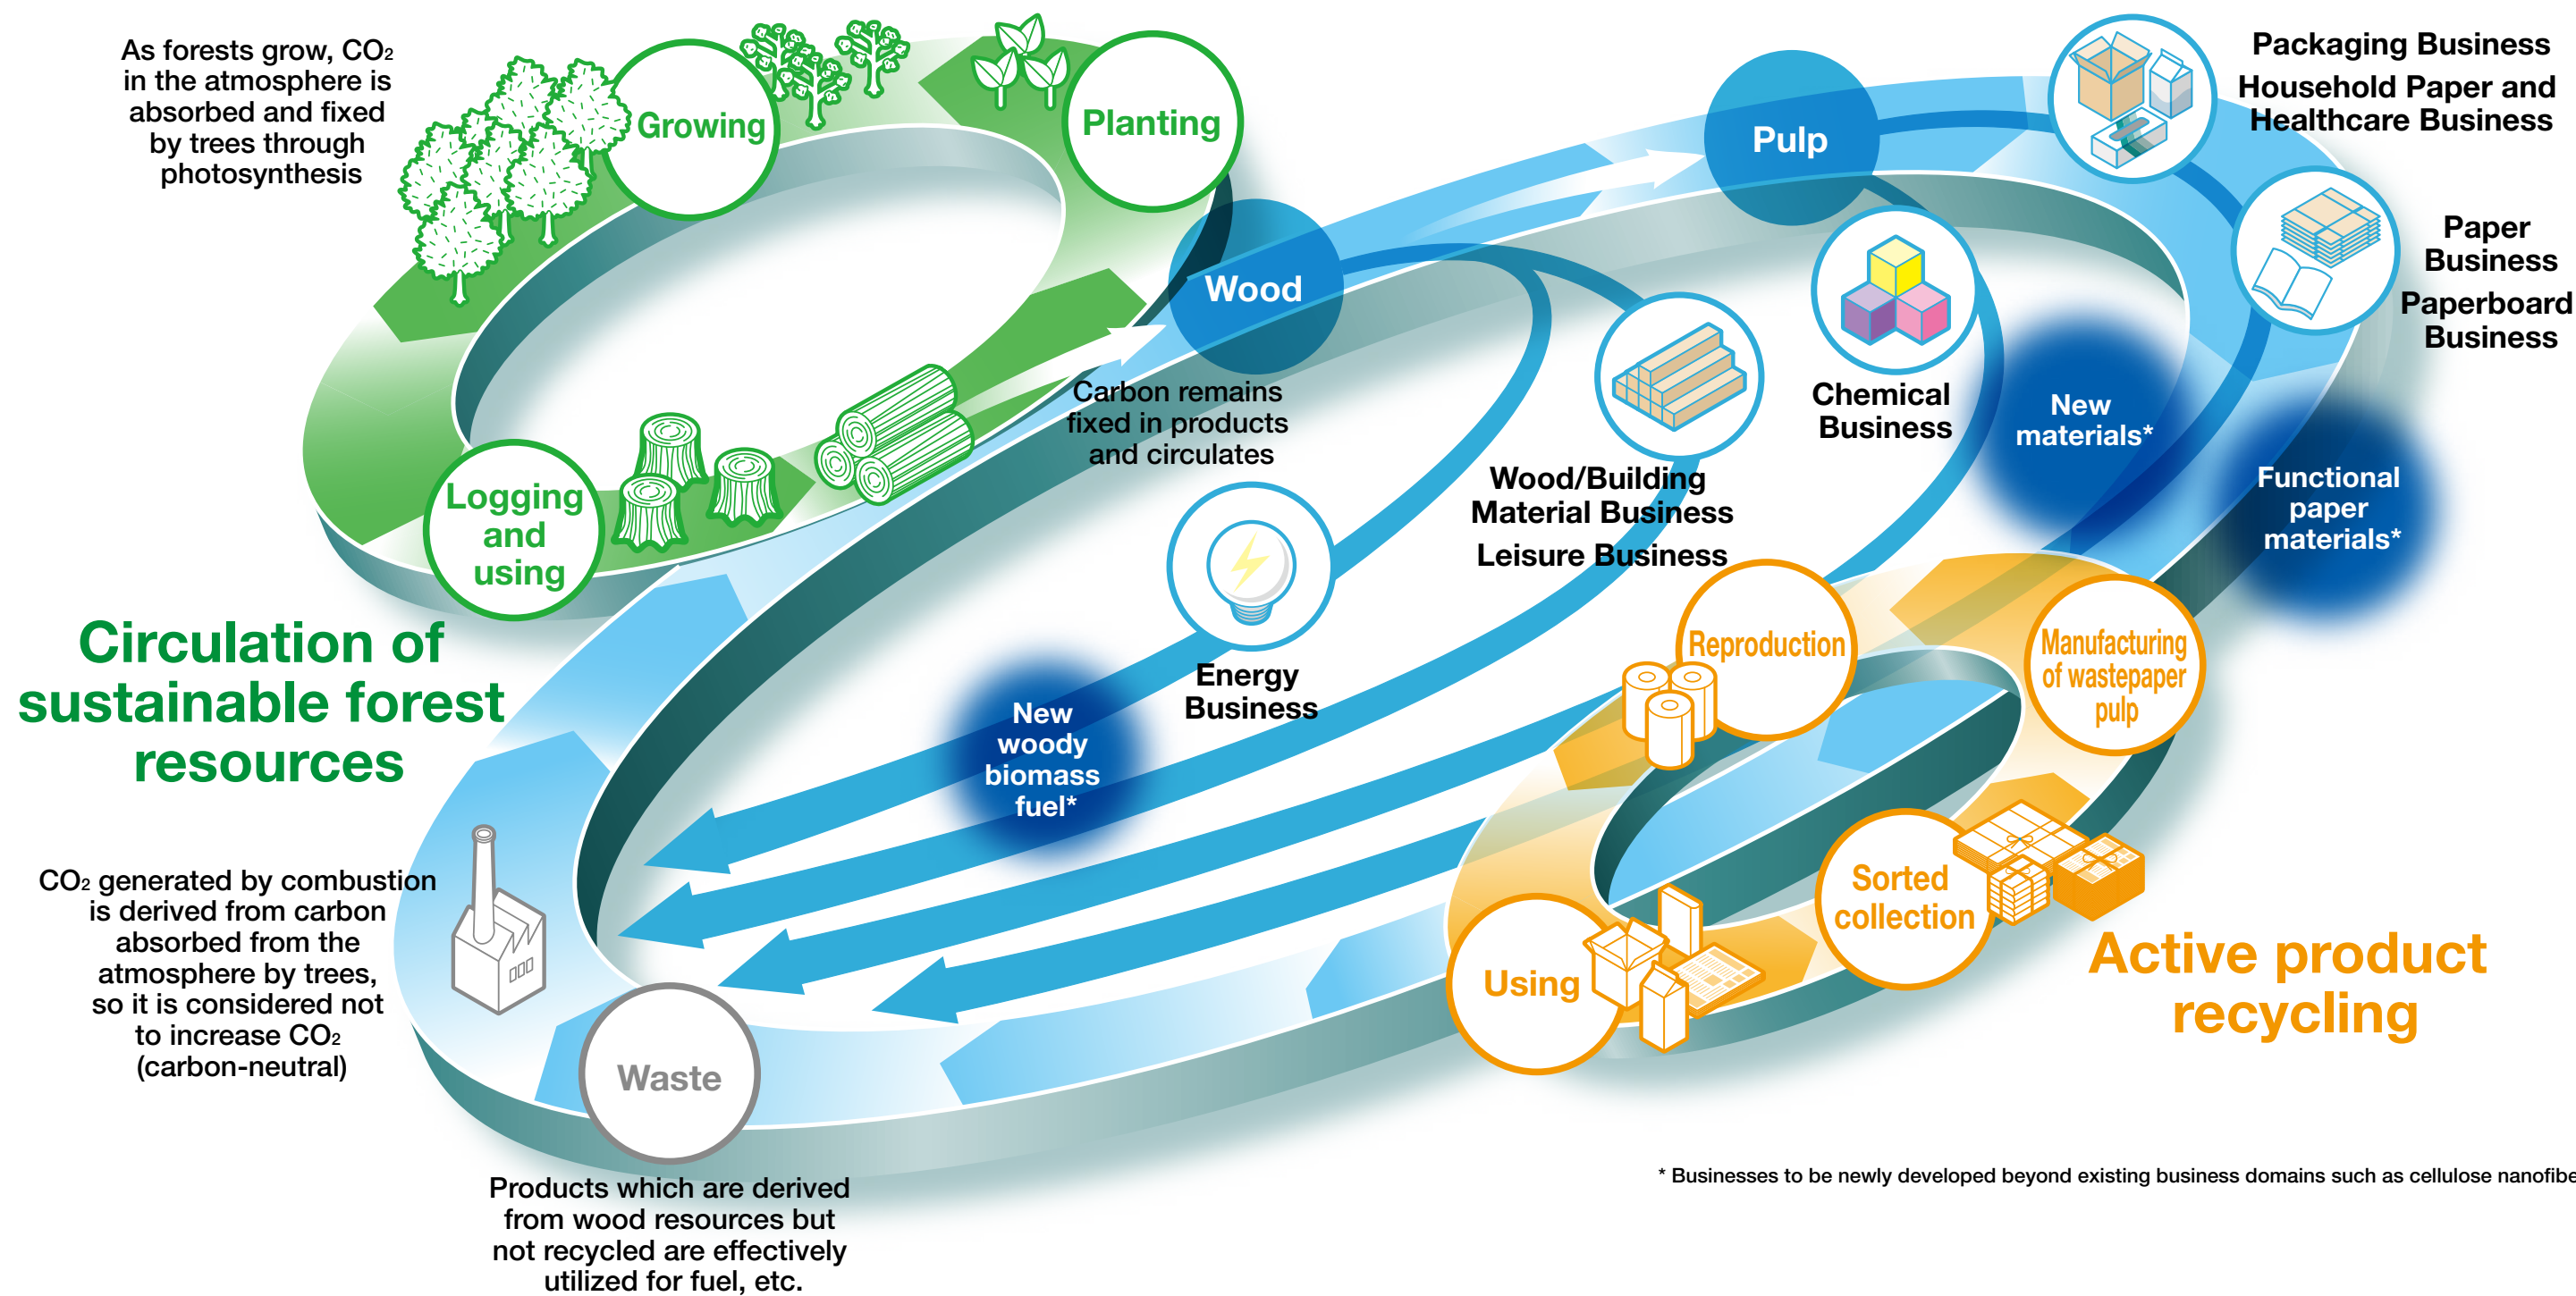 As forests grow, CO2
in the atmosphere is
absorbed and fixed
by trees through
photosynthesis
Growing
Planting
Pulp
Packaging Business
Household Paper and
Healthcare Business
Paper
Business
Paperboard
Business
Wood
Carbon remains
fixed in products
and circulates
Chemical
Business
New
materials*
Functional
paper
materials*
Wood/Building
Material Business
Leisure Business
Logging
and
using
Energy
Business
New
woody
biomass
fuel*
Circulation of
sustainable forest
resources
Reproduction
Manufacturing
of wastepaper
pulp
Sorted
collection
Using
Active product
recycling
CO2 generated by combustion
is derived from carbon
absorbed from the
atmosphere by trees,
so it is considered not
to increase CO2
(carbon-neutral)
Waste
Products which are derived
from wood resources but
not recycled are effectively
utilized for fuel, etc.
* Businesses to be newly developed beyond existing business domains such as cellulose nanofibe